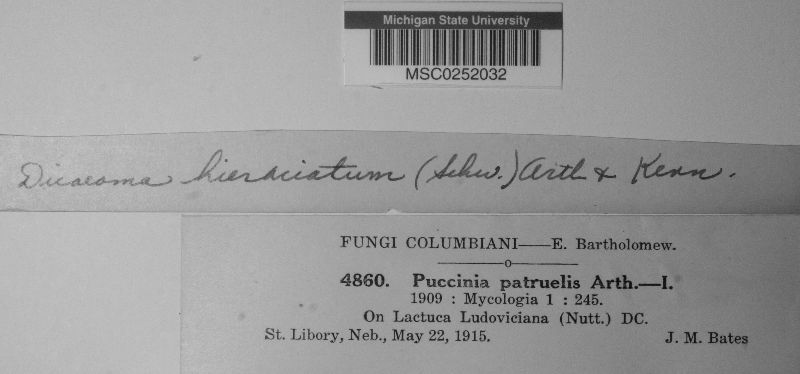 Michigan State University
MSC0252032
Dicaeoma hieraciatum (Schw.) Arth & Kern.
FUNGI COLUMBIANI——E. Bartholomew.
4860. Puccinia patruelis Arth.—I.
1909 : Mycologia 1 : 245.
On Lactuca Ludoviciana (Nutt.) DC.
St. Libory, Neb., May 22, 1915. J. M. Bates